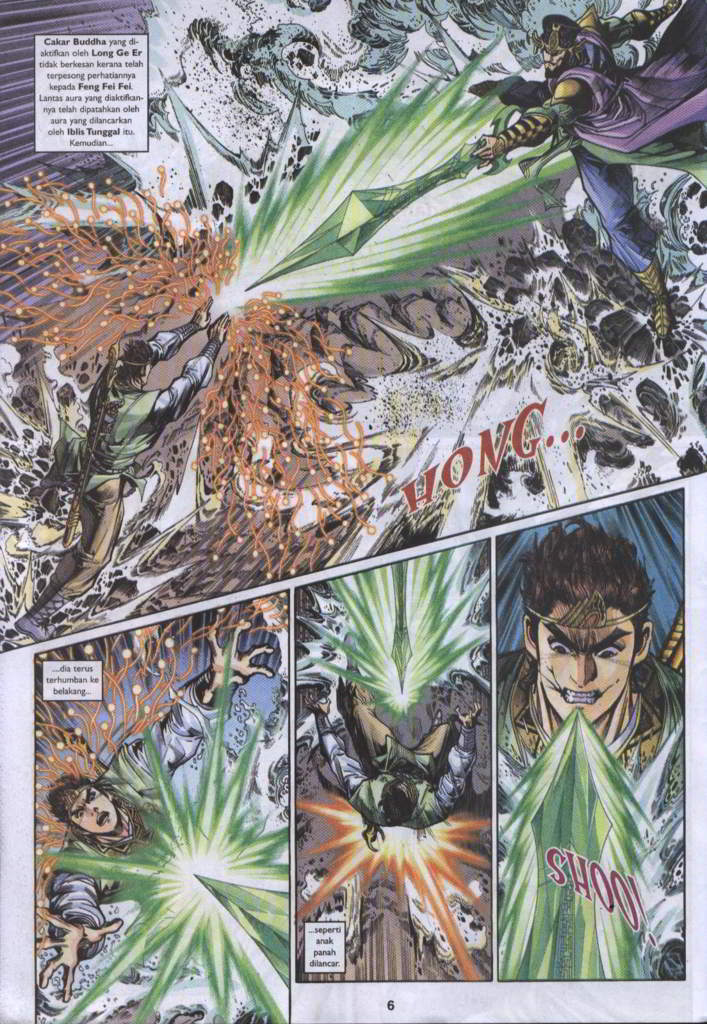 Cakar Buddha yang di-
aktifkan oleh Long Ge Er
tidak berkesan kerana telah
terpesong perhatiannya
kepada Feng Fei Fei.
Lantas aura yang diaktifkan-
nya telah dipatahkan oleh
aura yang dilancarkan
oleh Iblis Tunggal itu.
Kemudian...
HONG...
....dia terus
terhumban ke
belakang...
...seperti
anak
panah
dilancar.
SHOO!..
6